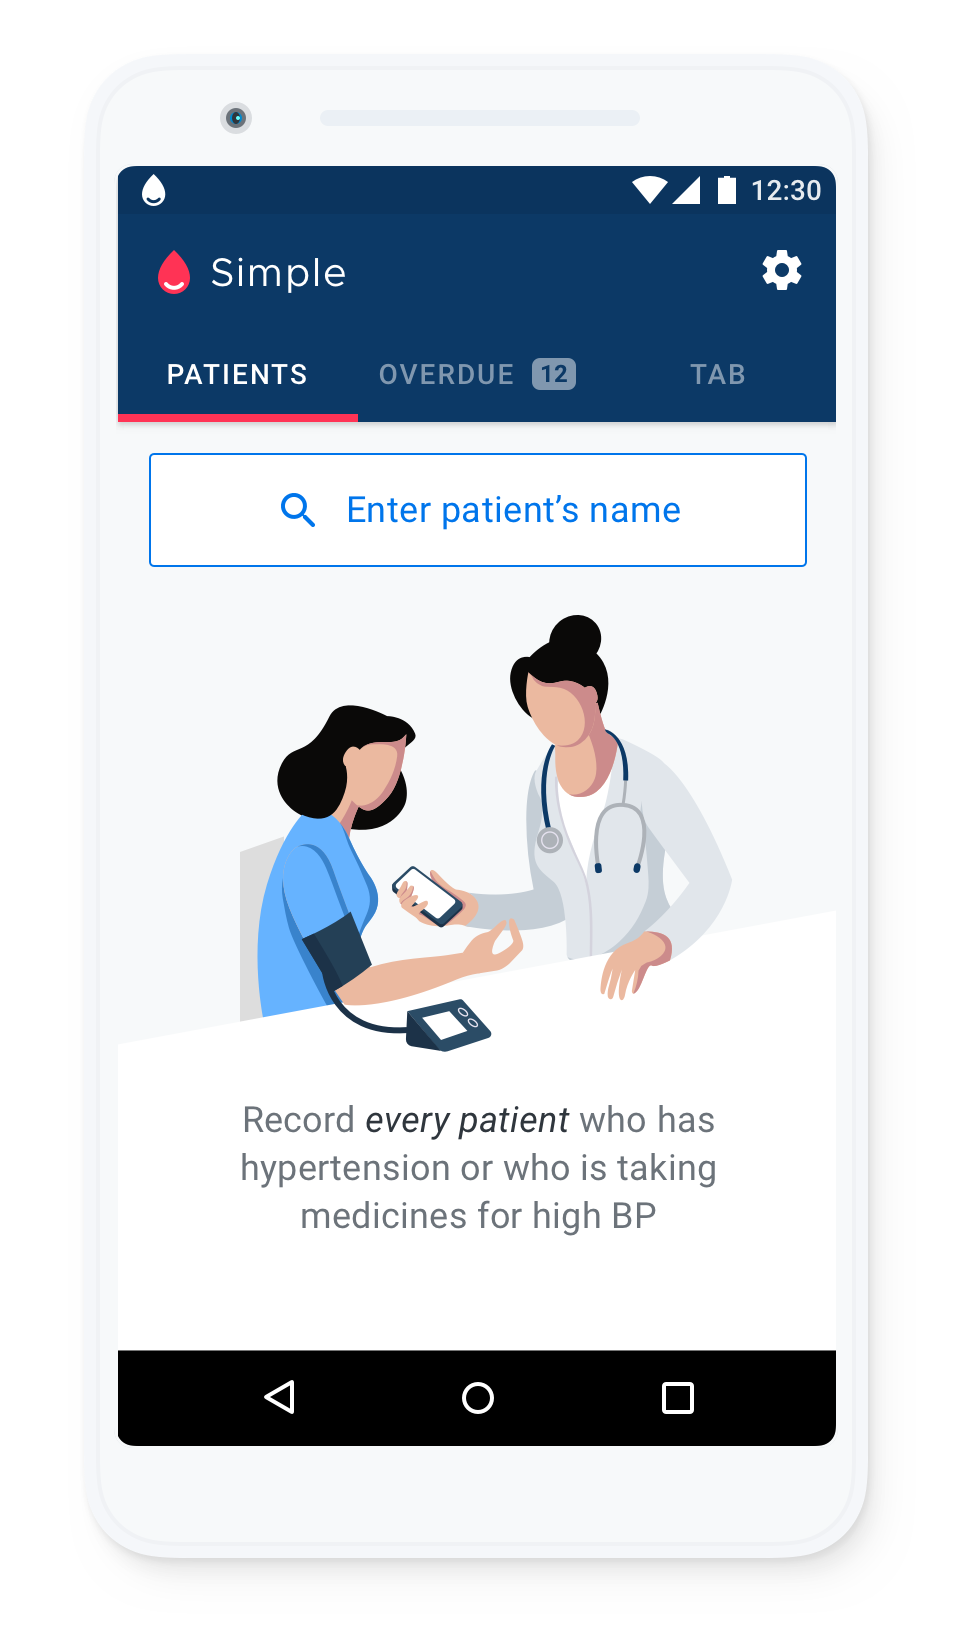 12:30
Simple
PATIENTS OVERDUE 12 TAB
Enter patient’s name
Record every patient who has
hypertension or who is taking
medicines for high BP